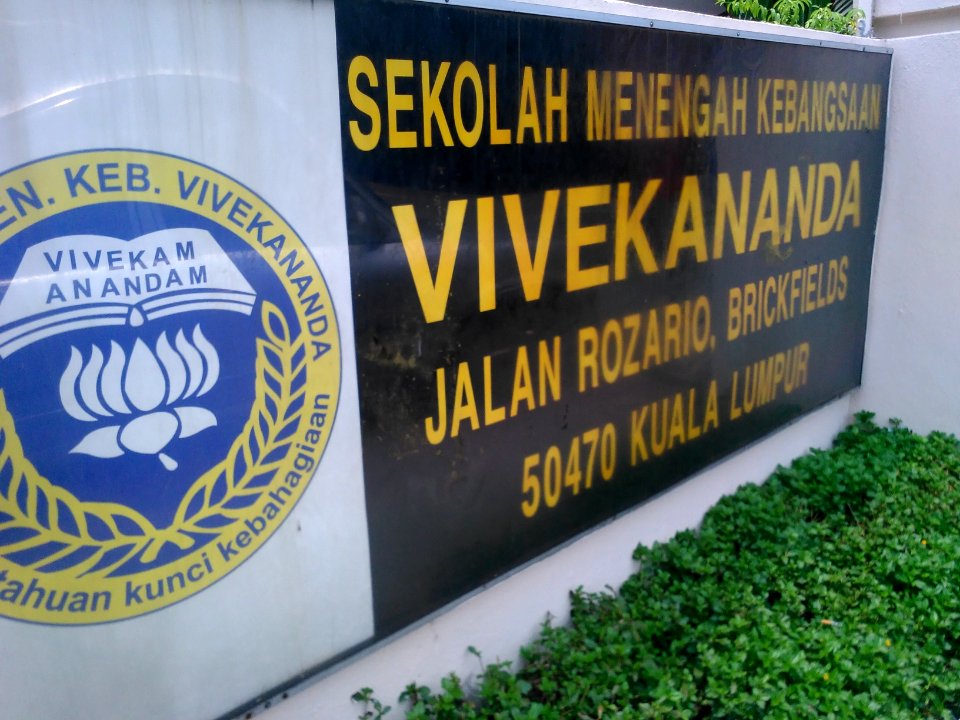 EN. KEB. VIVEKANANDA
VIVEKAM
ANANDAM
tahuan kunci kebahagiaan
SEKOLAH MENENGAH KEBANGSAAN
VIVEKANANDA
JALAN ROZARIO, BRICKFIELDS
50470 KUALA LUMPUR